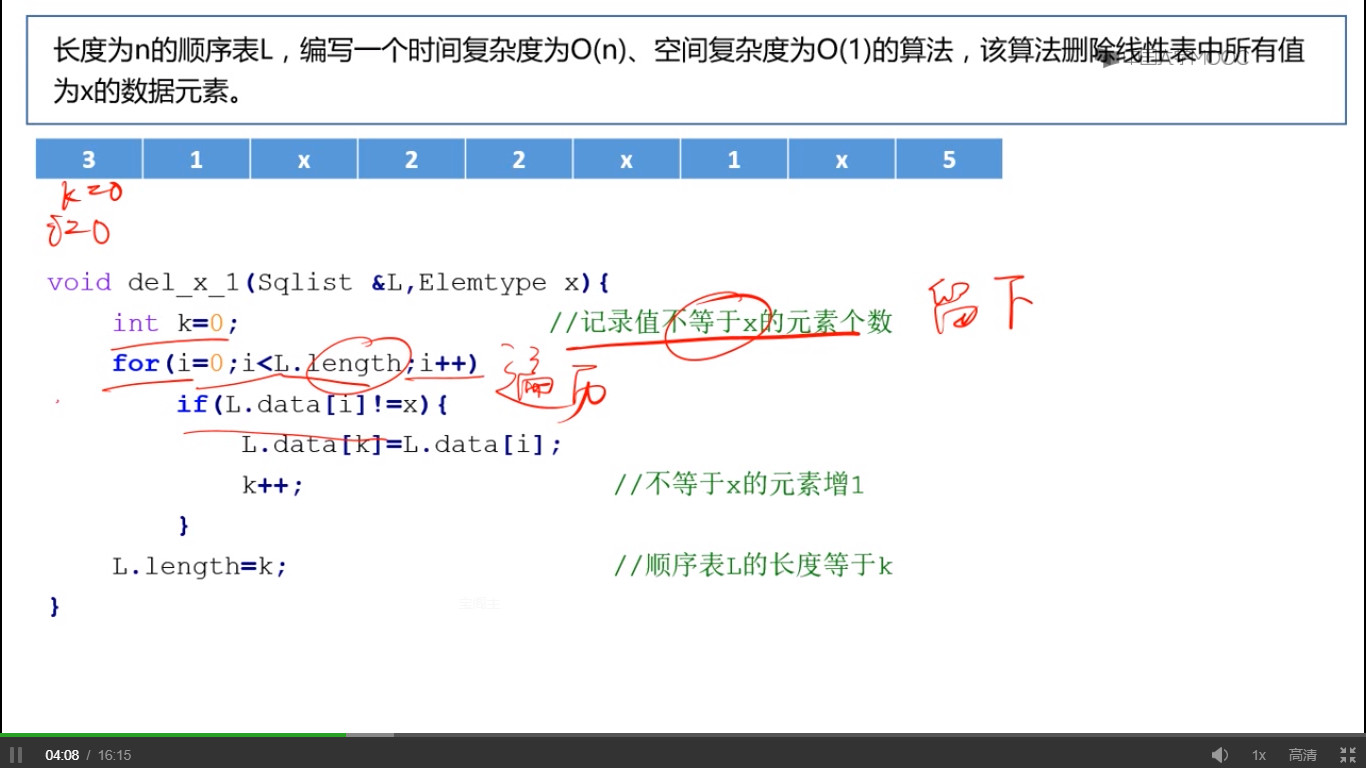 长度为n的顺序表L，编写一个时间复杂度为O(n)、空间复杂度为O(1)的算法，该算法删除线性表中所有值
为x的数据元素。
3 1 x 2 2 x 1 x 5
k=0
i=0
void del_x_1(Sqlist &L,Elemtype x){
int k=0; //记录值不等于x的元素个数 留下
for(i=0;i<L.length;i++) 遍历
if(L.data[i]!=x){
L.data[k]=L.data[i];
k++; //不等于x的元素增1
}
L.length=k; //顺序表L的长度等于k
}
04:08 / 16:15 1x 高清